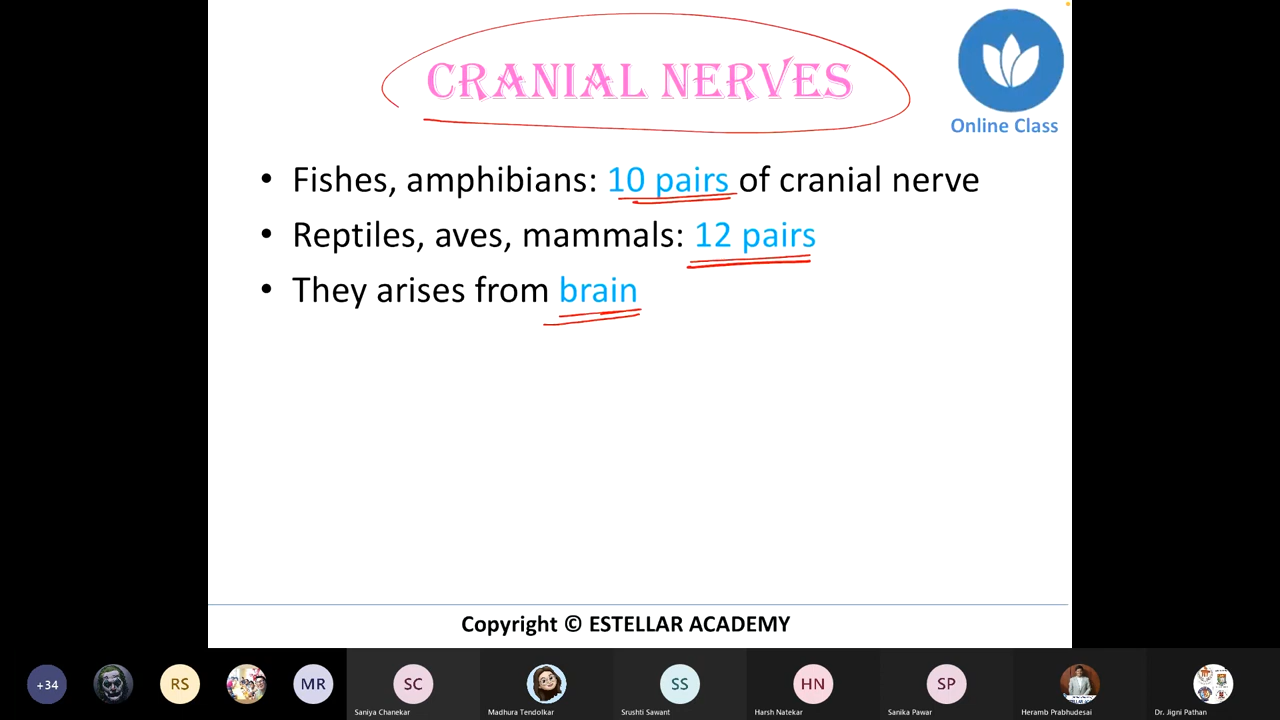 CRANIAL NERVES
Online Class
• Fishes, amphibians: 10 pairs of cranial nerve
• Reptiles, aves, mammals: 12 pairs
• They arises from brain
Copyright © ESTELLAR ACADEMY
+34
RS
MR
SC
SS
HN
SP
Saniya Chanekar
Madhura Tendolkar
Srushti Sawant
Harsh Natekar
Sanika Pawar
Heramb Prabhudesai
Dr. Jigni Pathan